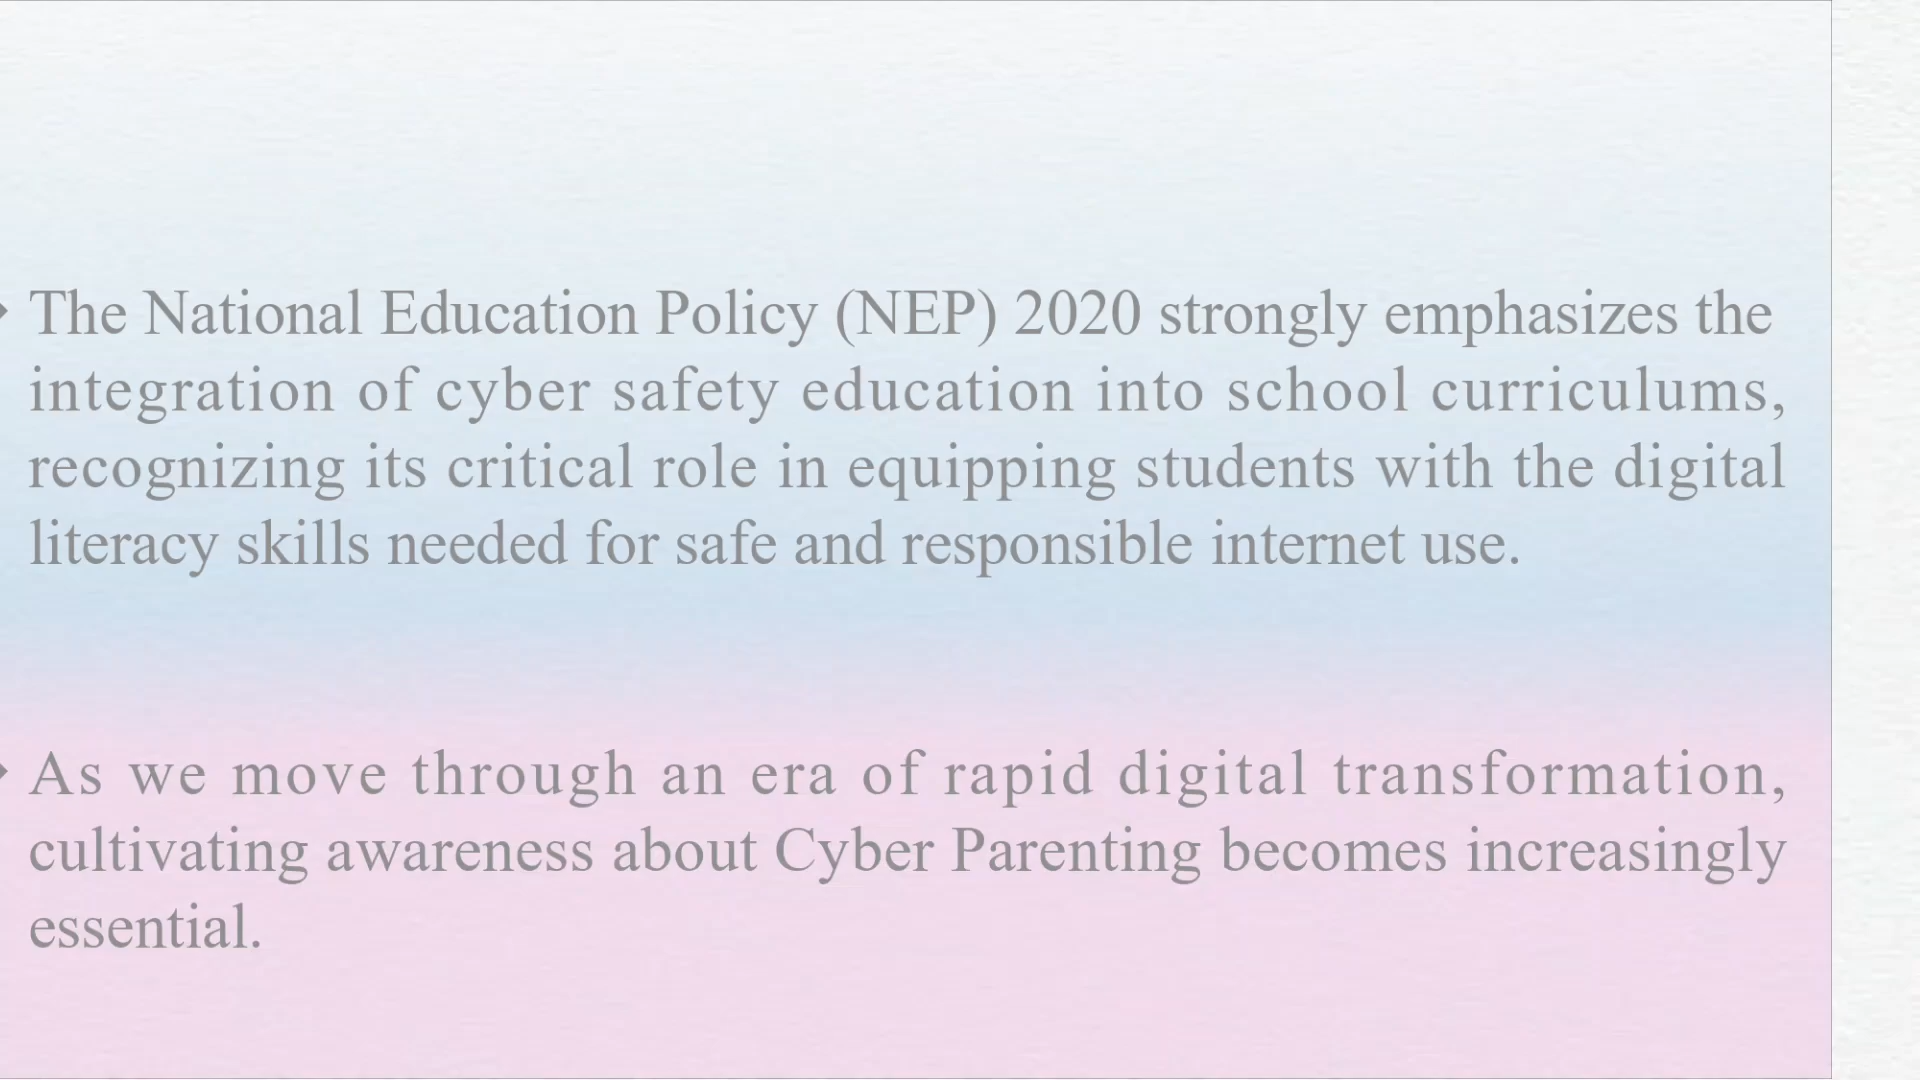 The National Education Policy (NEP) 2020 strongly emphasizes the
integration of cyber safety education into school curriculums,
recognizing its critical role in equipping students with the digital
literacy skills needed for safe and responsible internet use.
As we move through an era of rapid digital transformation,
cultivating awareness about Cyber Parenting becomes increasingly
essential.